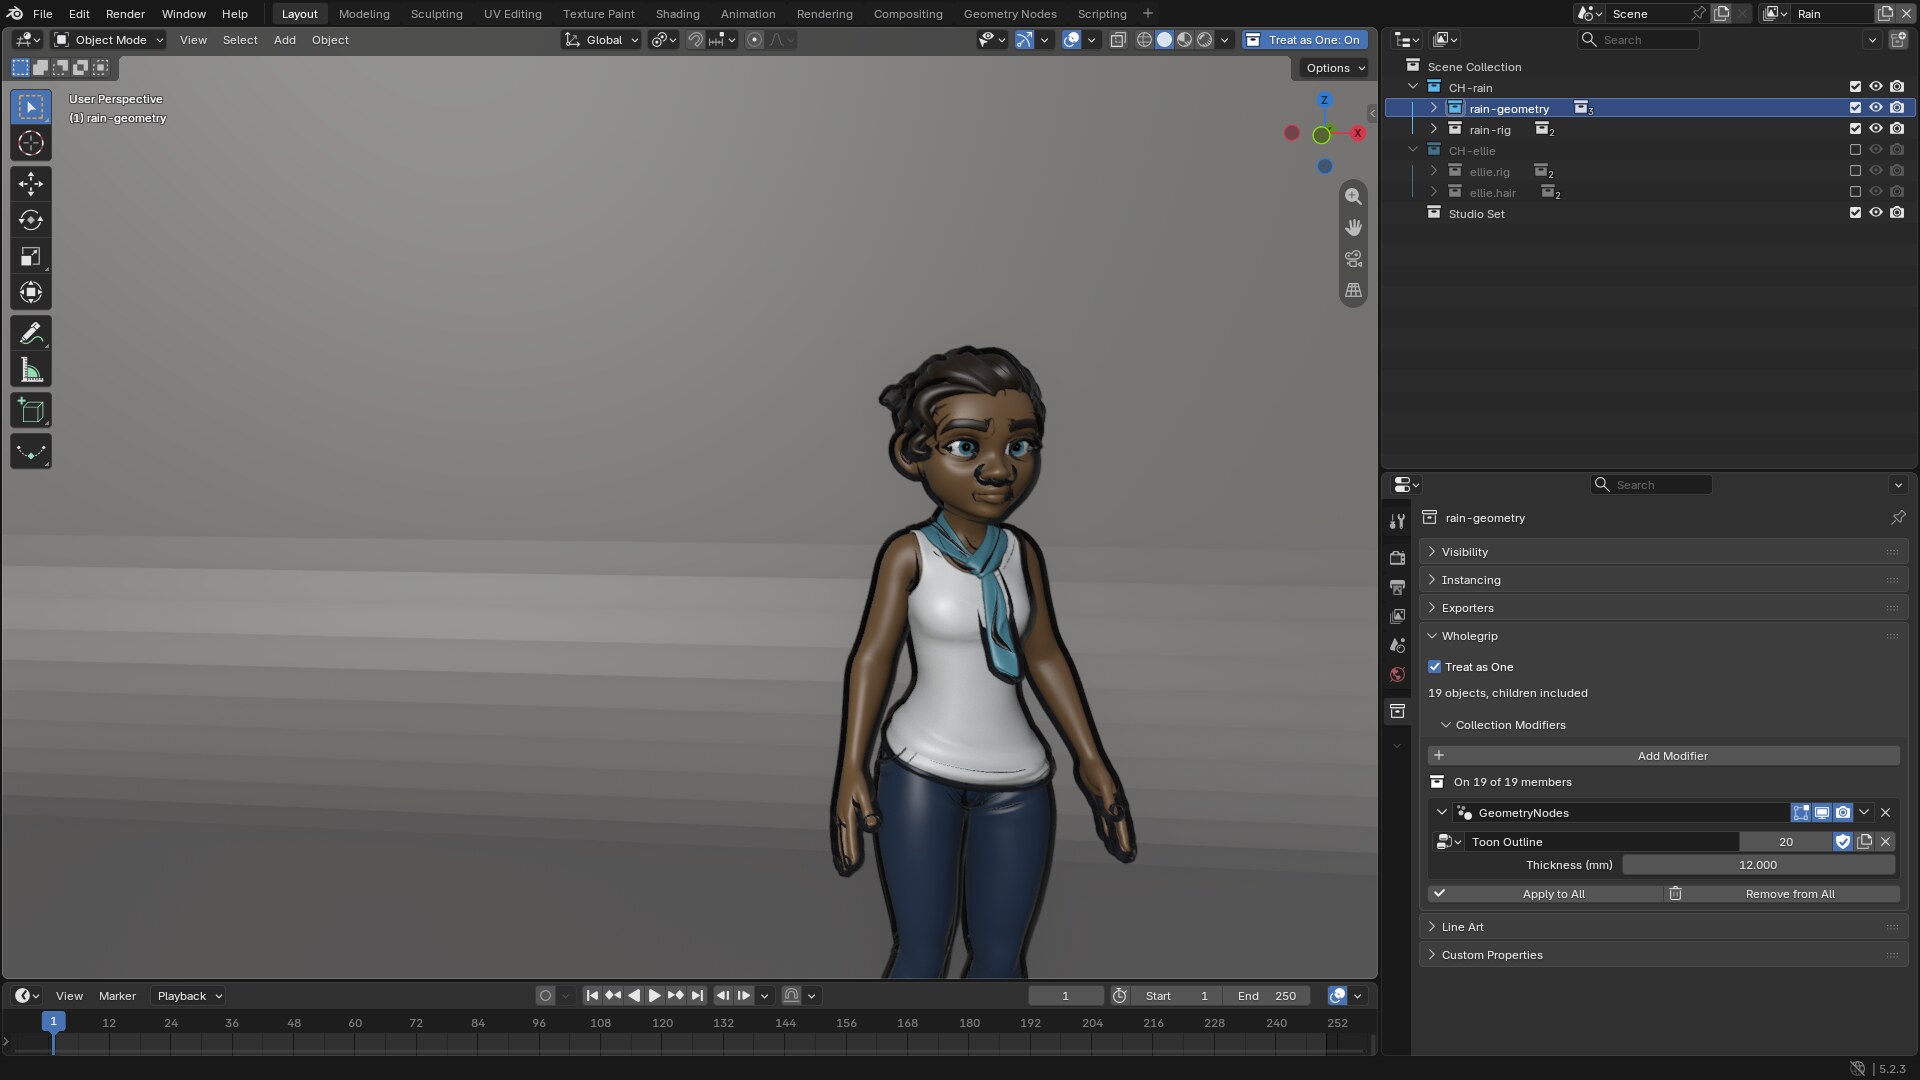 File Edit Render Window Help Layout Modeling Sculpting UV Editing Texture Paint Shading Animation Rendering Compositing Geometry Nodes Scripting + Scene Rain
Object Mode View Select Add Object Global Treat as One: On Search
Options
User Perspective
(1) rain-geometry
Z
X
Scene Collection
CH-rain
rain-geometry 3
rain-rig 2
CH-ellie
ellie.rig 2
ellie.hair 2
Studio Set
Search
rain-geometry
Visibility
Instancing
Exporters
Wholegrip
Treat as One
19 objects, children included
Collection Modifiers
+ Add Modifier
On 19 of 19 members
GeometryNodes
Toon Outline 20
Thickness (mm) 12.000
Apply to All Remove from All
Line Art
Custom Properties
View Marker Playback 1 Start 1 End 250
1 12 24 36 48 60 72 84 96 108 120 132 144 156 168 180 192 204 216 228 240 252
5.2.3